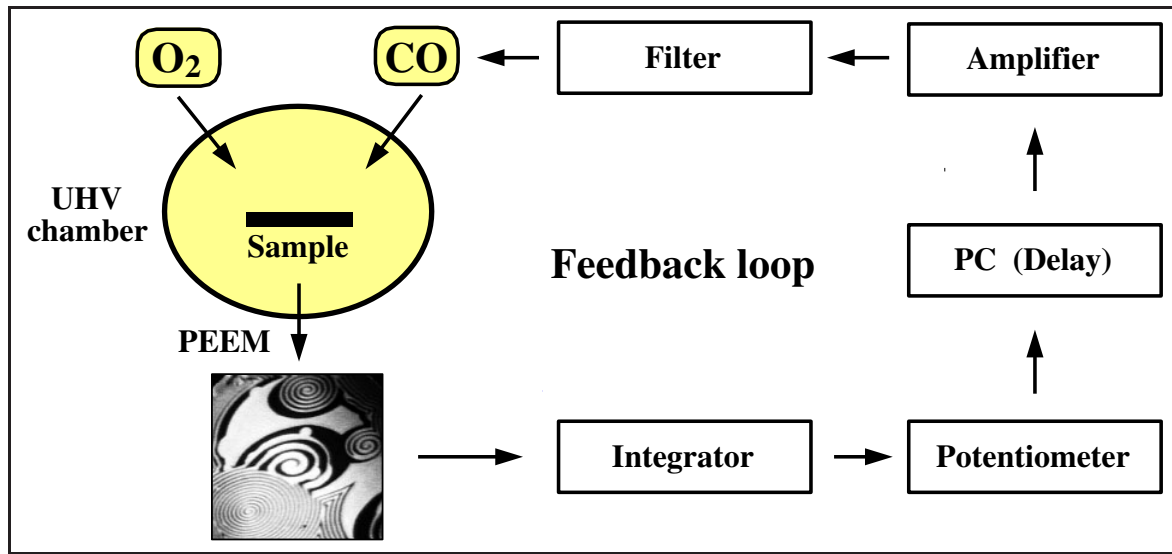 O₂
CO
Filter
Amplifier
UHV
chamber
Sample
Feedback loop
PC (Delay)
PEEM
Integrator
Potentiometer